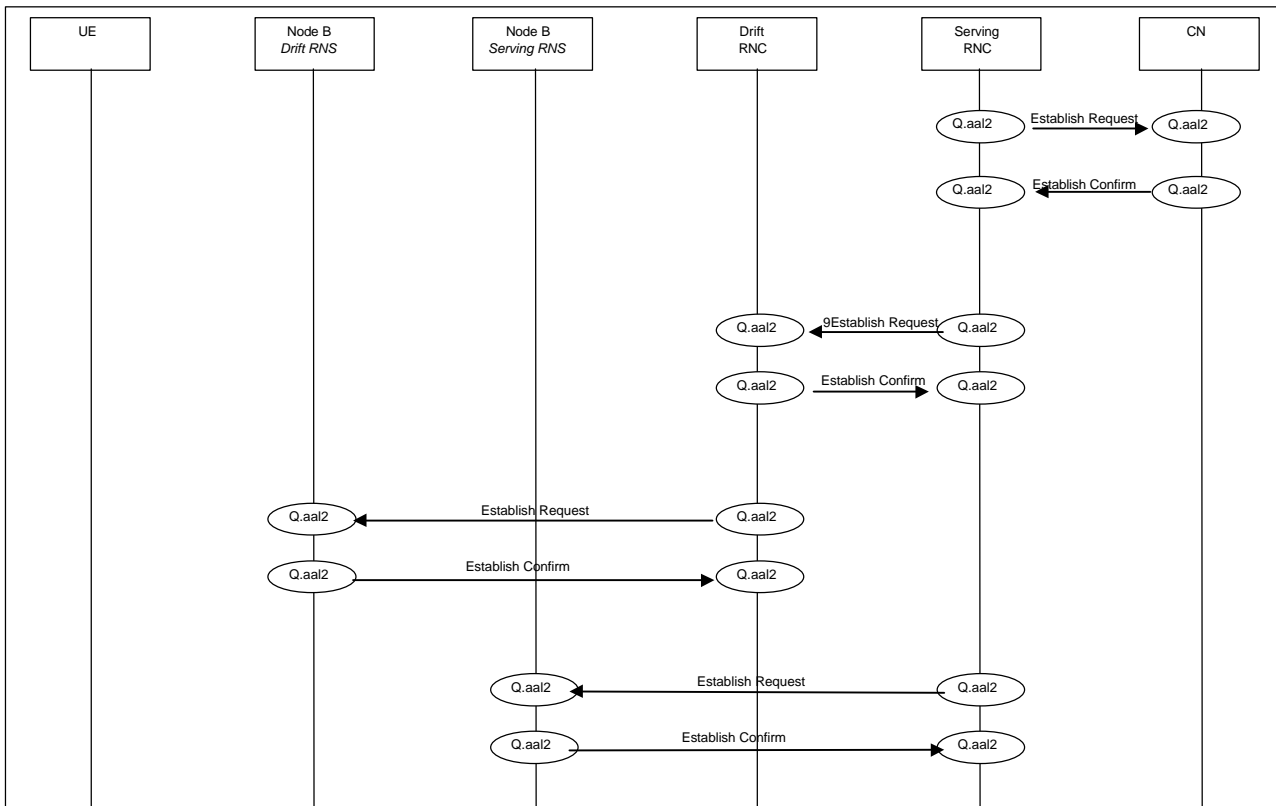 UE
Node B
Drift RNS
Node B
Serving RNS
Drift
RNC
Serving
RNC
CN
Q.aal2 Establish Request Q.aal2
Q.aal2 Establish Confirm Q.aal2
Q.aal2 9Establish Request Q.aal2
Q.aal2 Establish Confirm Q.aal2
Q.aal2 Establish Request Q.aal2
Q.aal2 Establish Confirm Q.aal2
Q.aal2 Establish Request Q.aal2
Q.aal2 Establish Confirm Q.aal2